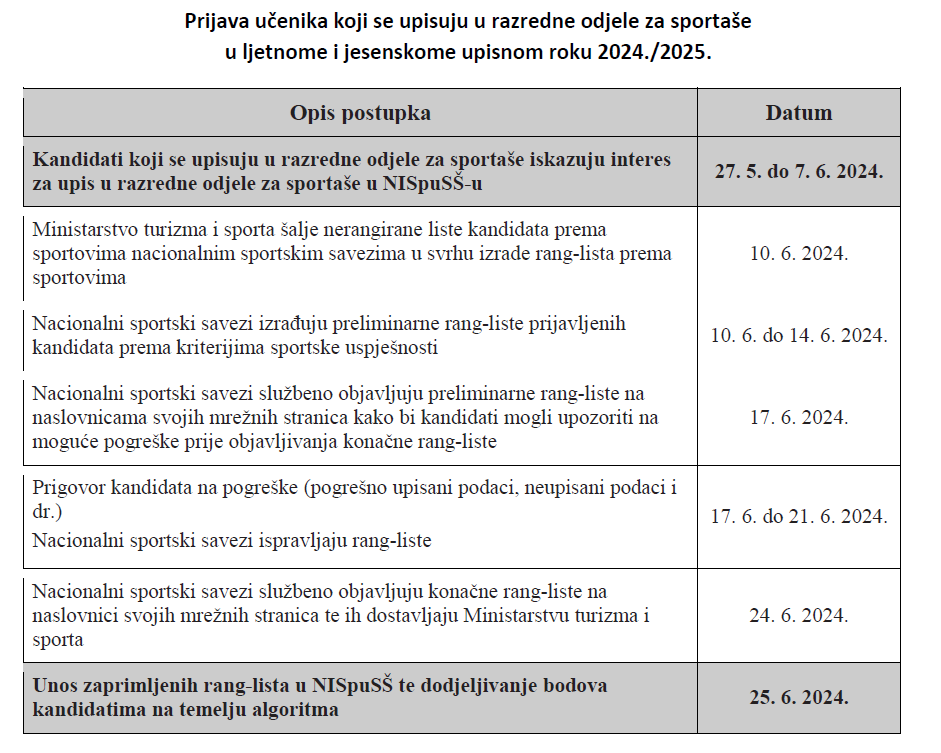 Prijava učenika koji se upisuju u razredne odjele za sportaše
u ljetnome i jesenskome upisnom roku 2024./2025.
Opis postupka
Datum
Kandidati koji se upisuju u razredne odjele za sportaše iskazuju interes
za upis u razredne odjele za sportaše u NISpuSŠ-u
27. 5. do 7. 6. 2024.
Ministarstvo turizma i sporta šalje nerangirane liste kandidata prema
sportovima nacionalnim sportskim savezima u svrhu izrade rang-lista prema
sportovima
10. 6. 2024.
Nacionalni sportski savezi izrađuju preliminarne rang-liste prijavljenih
kandidata prema kriterijima sportske uspješnosti
10. 6. do 14. 6. 2024.
Nacionalni sportski savezi službeno objavljuju preliminarne rang-liste na
naslovnicama svojih mrežnih stranica kako bi kandidati mogli upozoriti na
moguće pogreške prije objavljivanja konačne rang-liste
17. 6. 2024.
Prigovor kandidata na pogreške (pogrešno upisani podaci, neupisani podaci i
dr.)
Nacionalni sportski savezi ispravljaju rang-liste
17. 6. do 21. 6. 2024.
Nacionalni sportski savezi službeno objavljuju konačne rang-liste na
naslovnici svojih mrežnih stranica te ih dostavljaju Ministarstvu turizma i
sporta
24. 6. 2024.
Unos zaprimljenih rang-lista u NISpuSŠ te dodjeljivanje bodova
kandidatima na temelju algoritma
25. 6. 2024.